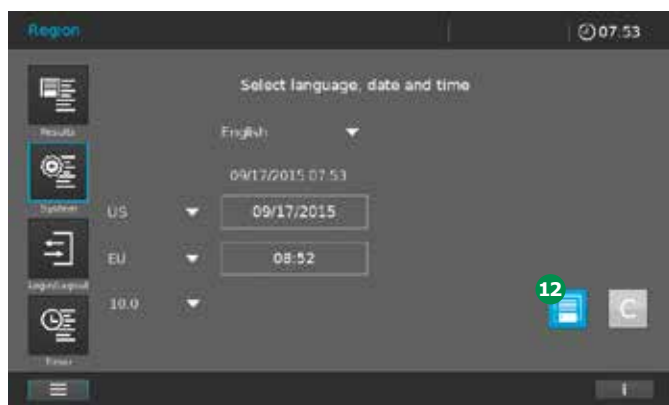 Region
07.53
Select language, date and time
Results
English
09/17/2015 07:53
System
US
09/17/2015
EU
08:52
Login/Logout
10.0
12
C
Timer
i